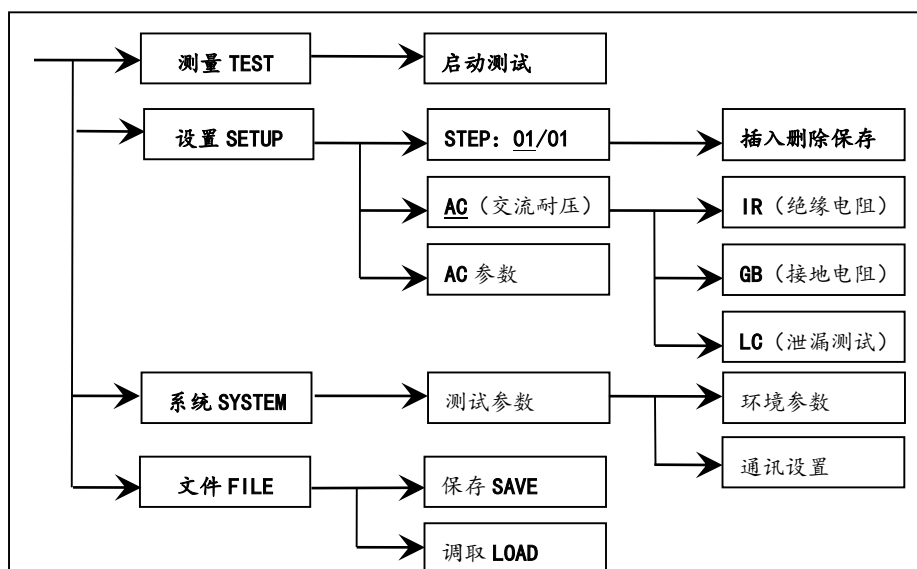 测量 TEST
启动测试
设置 SETUP
STEP: 01/01
插入删除保存
AC（交流耐压）
IR（绝缘电阻）
AC 参数
GB（接地电阻）
LC（泄漏测试）
系统 SYSTEM
测试参数
环境参数
通讯设置
文件 FILE
保存 SAVE
调取 LOAD